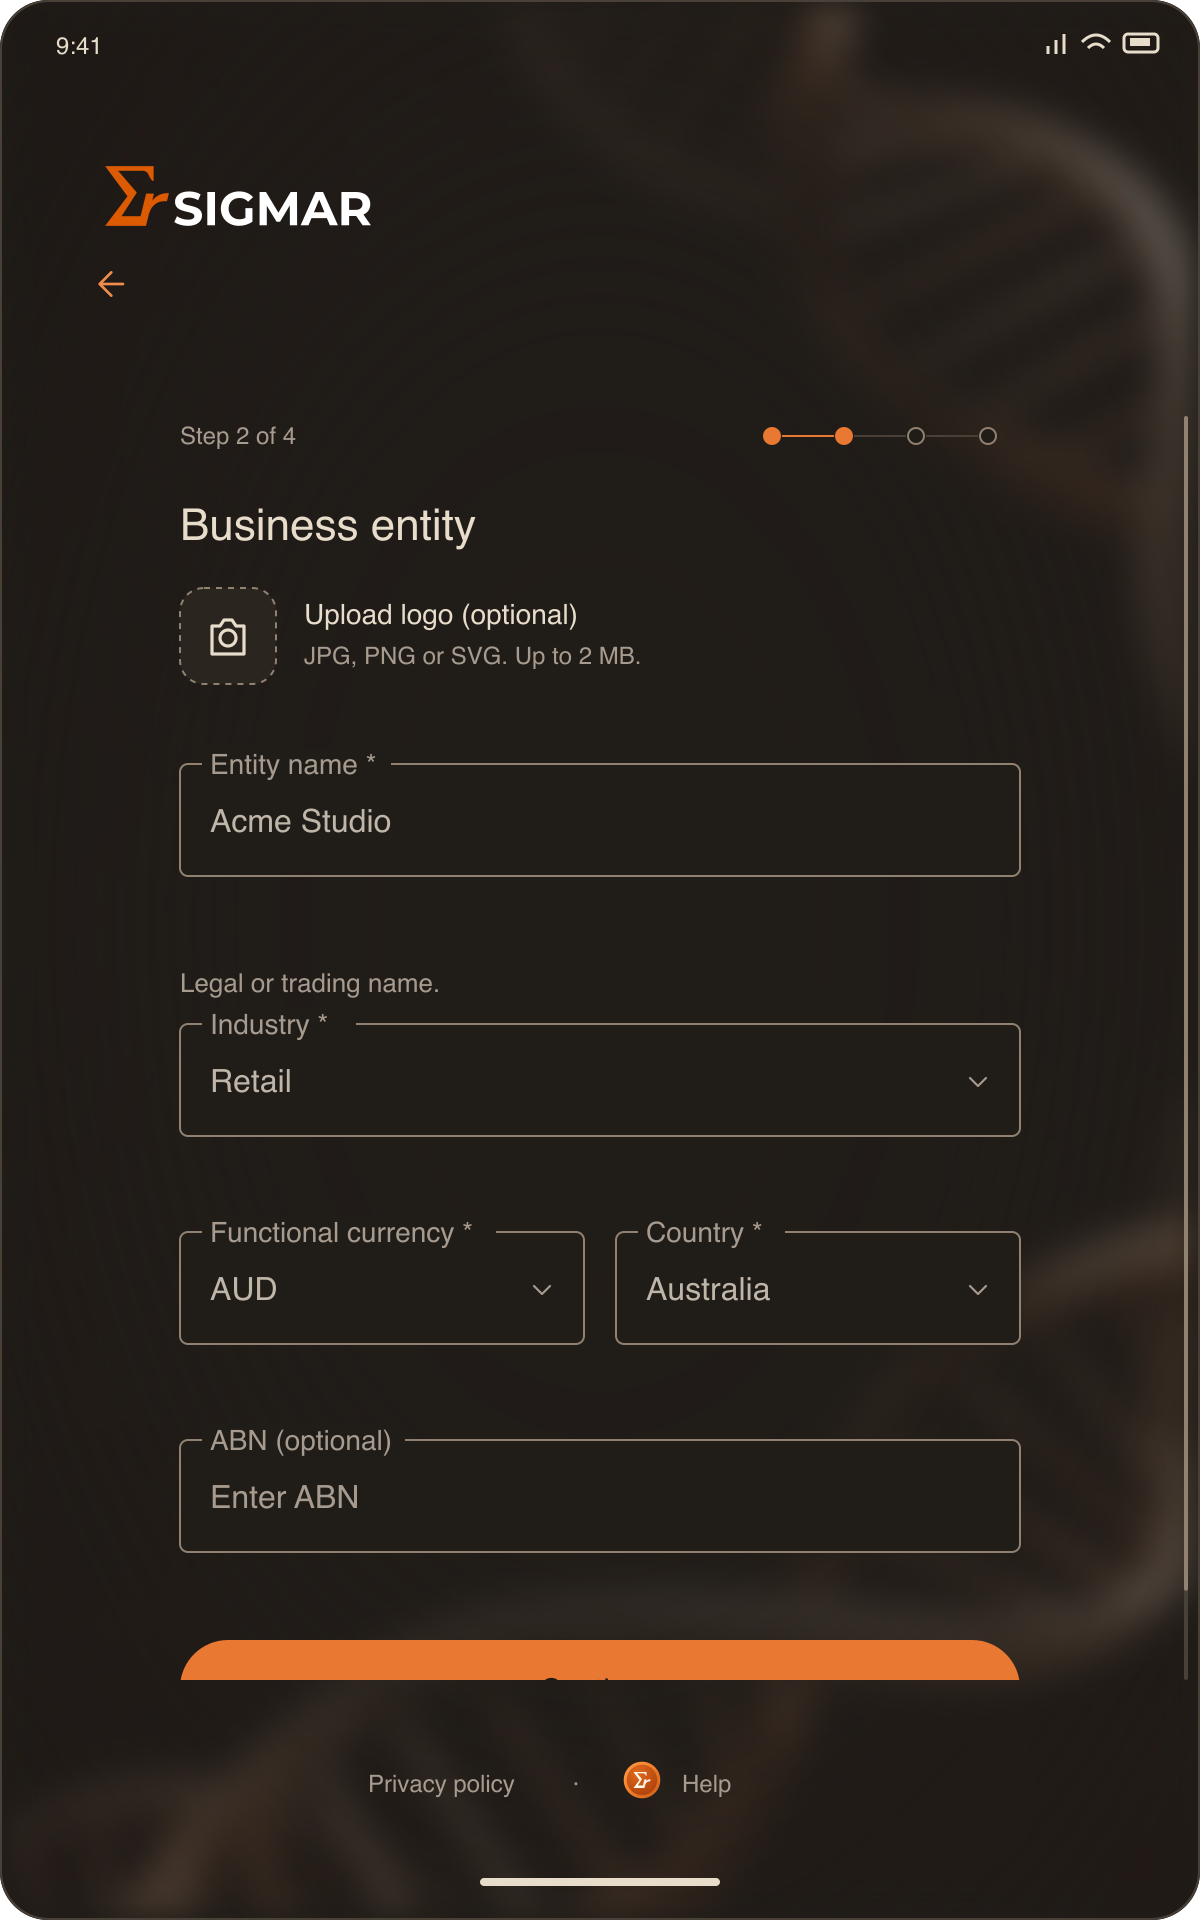 9:41
Σr SIGMAR
Step 2 of 4
Business entity
Upload logo (optional)
JPG, PNG or SVG. Up to 2 MB.
Entity name *
Acme Studio
Legal or trading name.
Industry *
Retail
Functional currency *
AUD
Country *
Australia
ABN (optional)
Enter ABN
Privacy policy · Σr Help